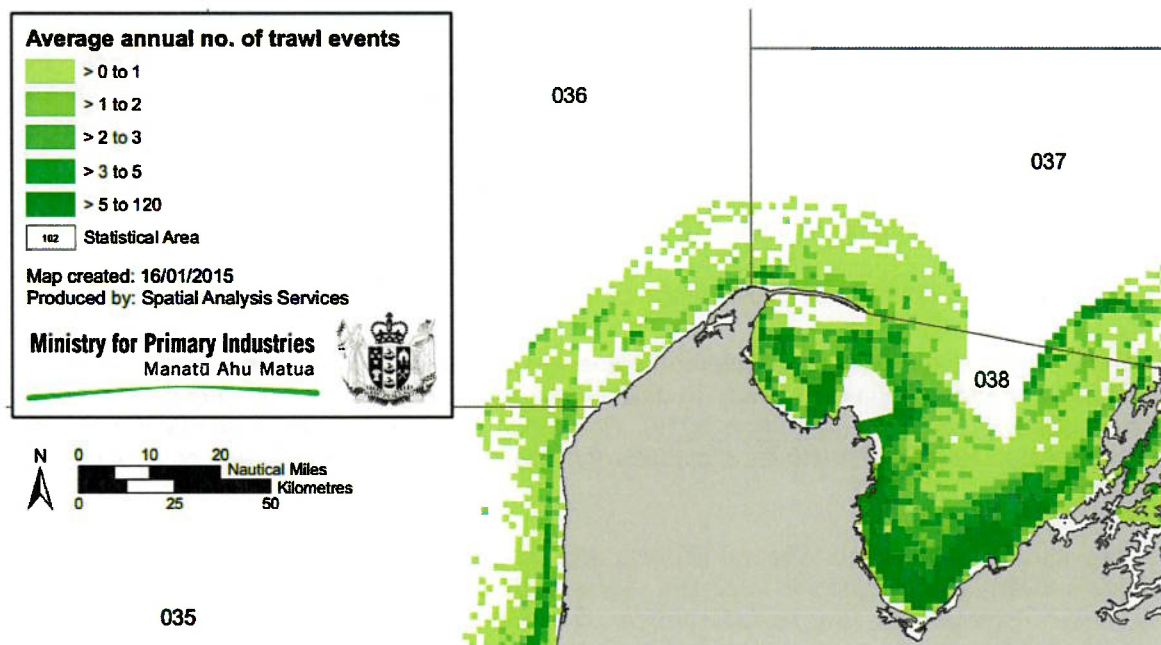 Average annual no. of trawl events
> 0 to 1
> 1 to 2
> 2 to 3
> 3 to 5
> 5 to 120
102 Statistical Area
Map created: 16/01/2015
Produced by: Spatial Analysis Services
Ministry for Primary Industries
Manatū Ahu Matua
036
037
038
N
0 10 20
Nautical Miles
Kilometres
0 25 50
035